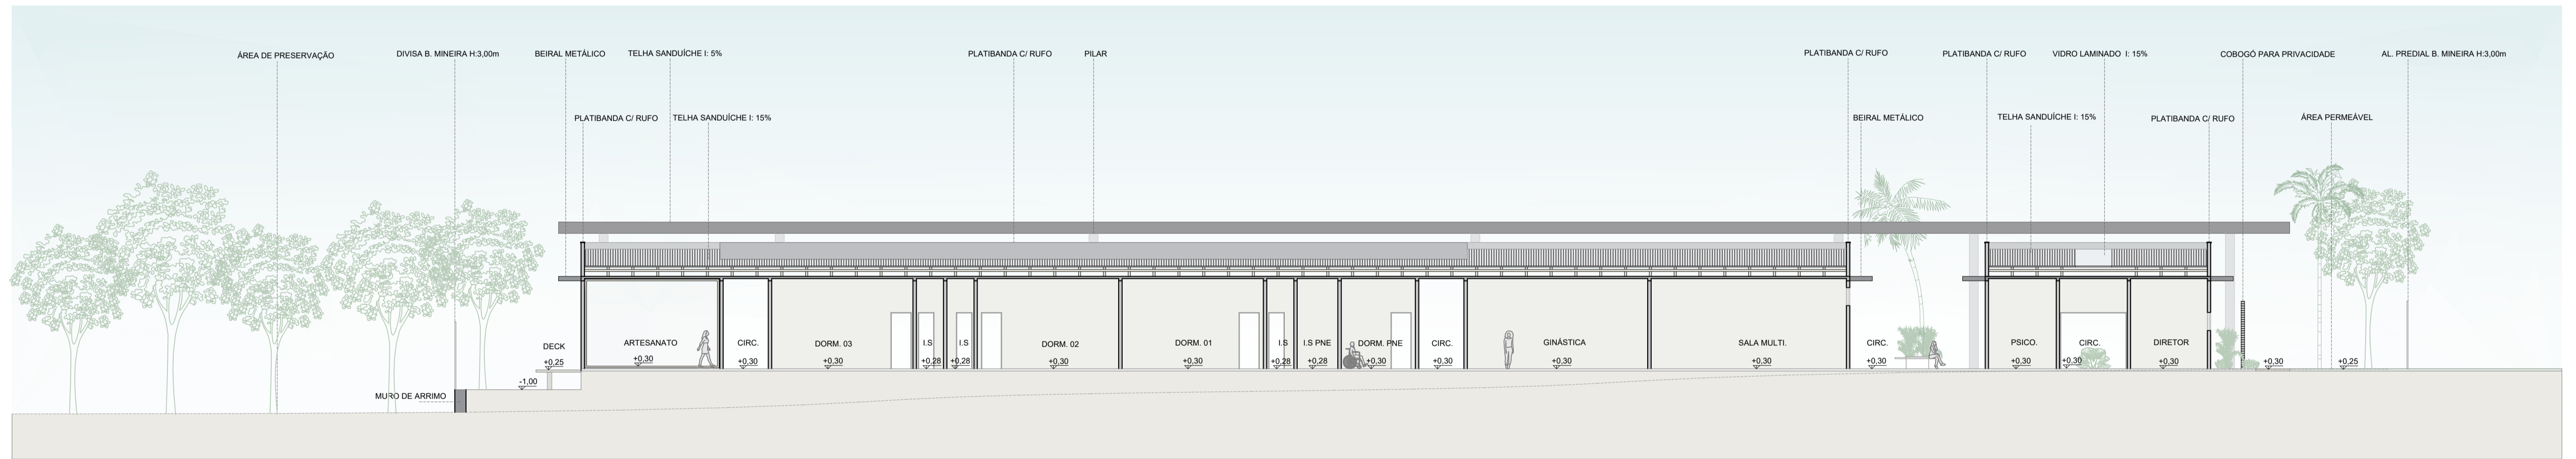 ÁREA DE PRESERVAÇÃO
DIVISA B. MINEIRA H:3,00m
BEIRAL METÁLICO
TELHA SANDUÍCHE I: 5%
PLATIBANDA C/ RUFO
PILAR
PLATIBANDA C/ RUFO
PLATIBANDA C/ RUFO
VIDRO LAMINADO I: 15%
COBOGÓ PARA PRIVACIDADE
AL. PREDIAL B. MINEIRA H:3,00m
PLATIBANDA C/ RUFO
TELHA SANDUÍCHE I: 15%
BEIRAL METÁLICO
TELHA SANDUÍCHE I: 15%
PLATIBANDA C/ RUFO
ÁREA PERMEÁVEL
DECK
+0,25
ARTESANATO
+0,30
CIRC.
+0,30
DORM. 03
+0,30
I.S
+0,28
I.S
+0,28
DORM. 02
+0,30
DORM. 01
+0,30
I.S
+0,28
I.S PNE
+0,28
DORM. PNE
+0,30
CIRC.
+0,30
GINÁSTICA
+0,30
SALA MULTI.
+0,30
CIRC.
+0,30
PSICO.
+0,30
CIRC.
+0,30
DIRETOR
+0,30
+0,30
+0,25
-1,00
MURO DE ARRIMO